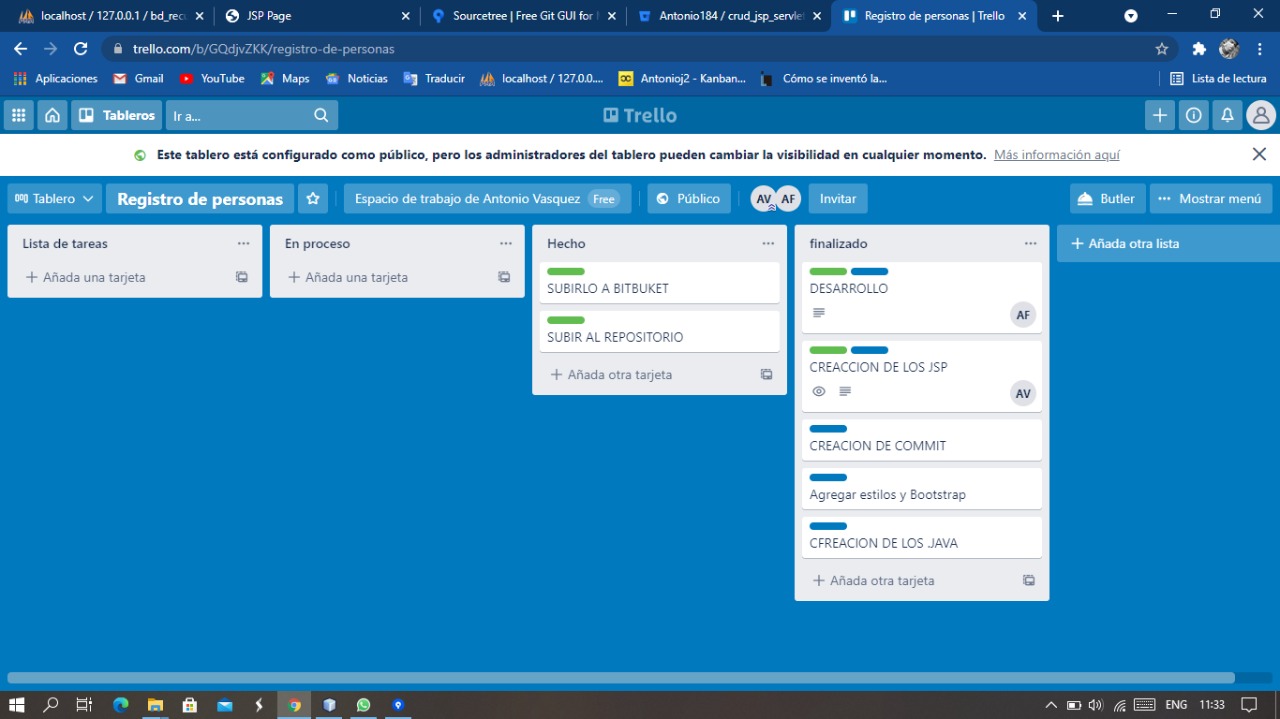 localhost / 127.0.0.1 / bd_recu
JSP Page
Sourcetree | Free Git GUI for
Antonio184 / crud_jsp_servlet
Registro de personas | Trello
trello.com/b/GQdjvZKK/registro-de-personas
Aplicaciones
Gmail
YouTube
Maps
Noticias
Traducir
localhost / 127.0.0....
Antonioj2 - Kanban...
Cómo se inventó la...
Lista de lectura
Tableros
Ir a...
Trello
Este tablero está configurado como público, pero los administradores del tablero pueden cambiar la visibilidad en cualquier momento. Más información aquí
Tablero
Registro de personas
Espacio de trabajo de Antonio Vasquez Free
Público
AV
AF
Invitar
Butler
Mostrar menú
Lista de tareas
Añada una tarjeta
En proceso
Añada una tarjeta
Hecho
SUBIRLO A BITBUKET
SUBIR AL REPOSITORIO
Añada otra tarjeta
finalizado
DESARROLLO
AF
CREACCION DE LOS JSP
AV
CREACION DE COMMIT
Agregar estilos y Bootstrap
CFREACION DE LOS .JAVA
Añada otra tarjeta
Añada otra lista
ENG
11:33